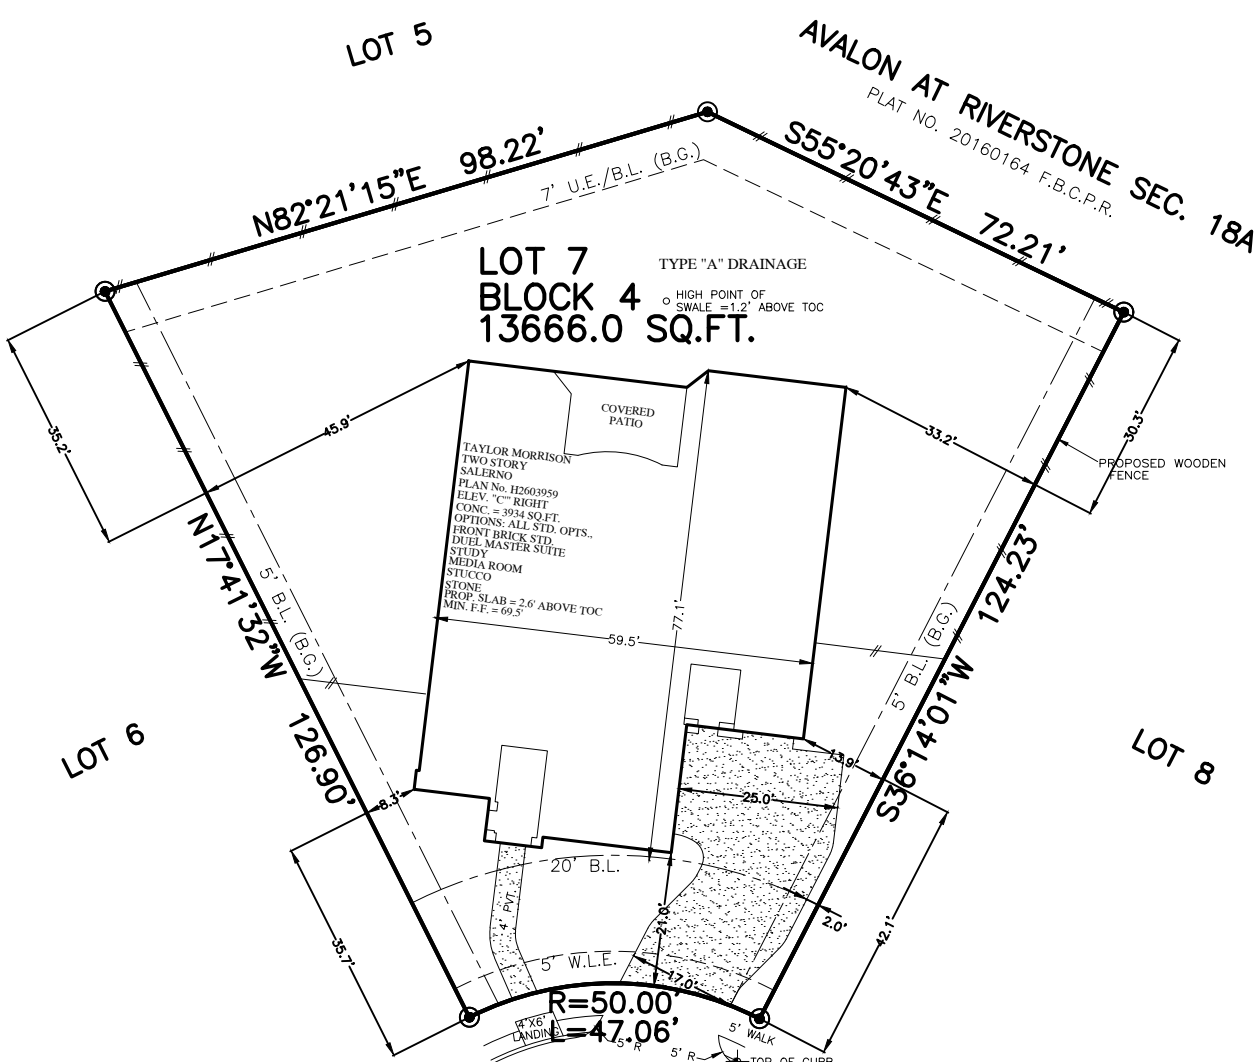 LOT 5
AVALON AT RIVERSTONE SEC. 18A
PLAT NO. 20160164 F.B.C.P.R.
N82°21'15"E 98.22'
S55°20'43"E 72.21'
7' U.E./B.L. (B.G.)
LOT 7
BLOCK 4
13666.0 SQ.FT.
TYPE "A" DRAINAGE
HIGH POINT OF
SWALE =1.2' ABOVE TOC
35.2'
45.9'
COVERED
PATIO
33.2'
30.3'
PROPOSED WOODEN
FENCE
TAYLOR MORRISON
TWO STORY
SALERNO
PLAN No. H2603959
ELEV. "C"' RIGHT
CONC. = 3934 SQ.FT.
OPTIONS: ALL STD. OPTS.,
FRONT BRICK STD.
DUEL MASTER SUITE
STUDY
MEDIA ROOM
STUCCO
STONE
PROP. SLAB = 2.6' ABOVE TOC
MIN. F.F. = 69.5'
N17°41'32"W 126.90'
5' B.L. (B.G.)
77.1'
59.5'
5' B.L. (B.G.)
S36°14'01"W 124.23'
LOT 6
LOT 8
8.3'
13.9'
25.0'
20' B.L.
4' PVT.
21.0'
2.0'
42.1'
35.7'
5' W.L.E.
17.0'
R=50.00'
L=47.06'
4'X6'
LANDING
5' R
5' R
5' WALK
TOP OF CURB